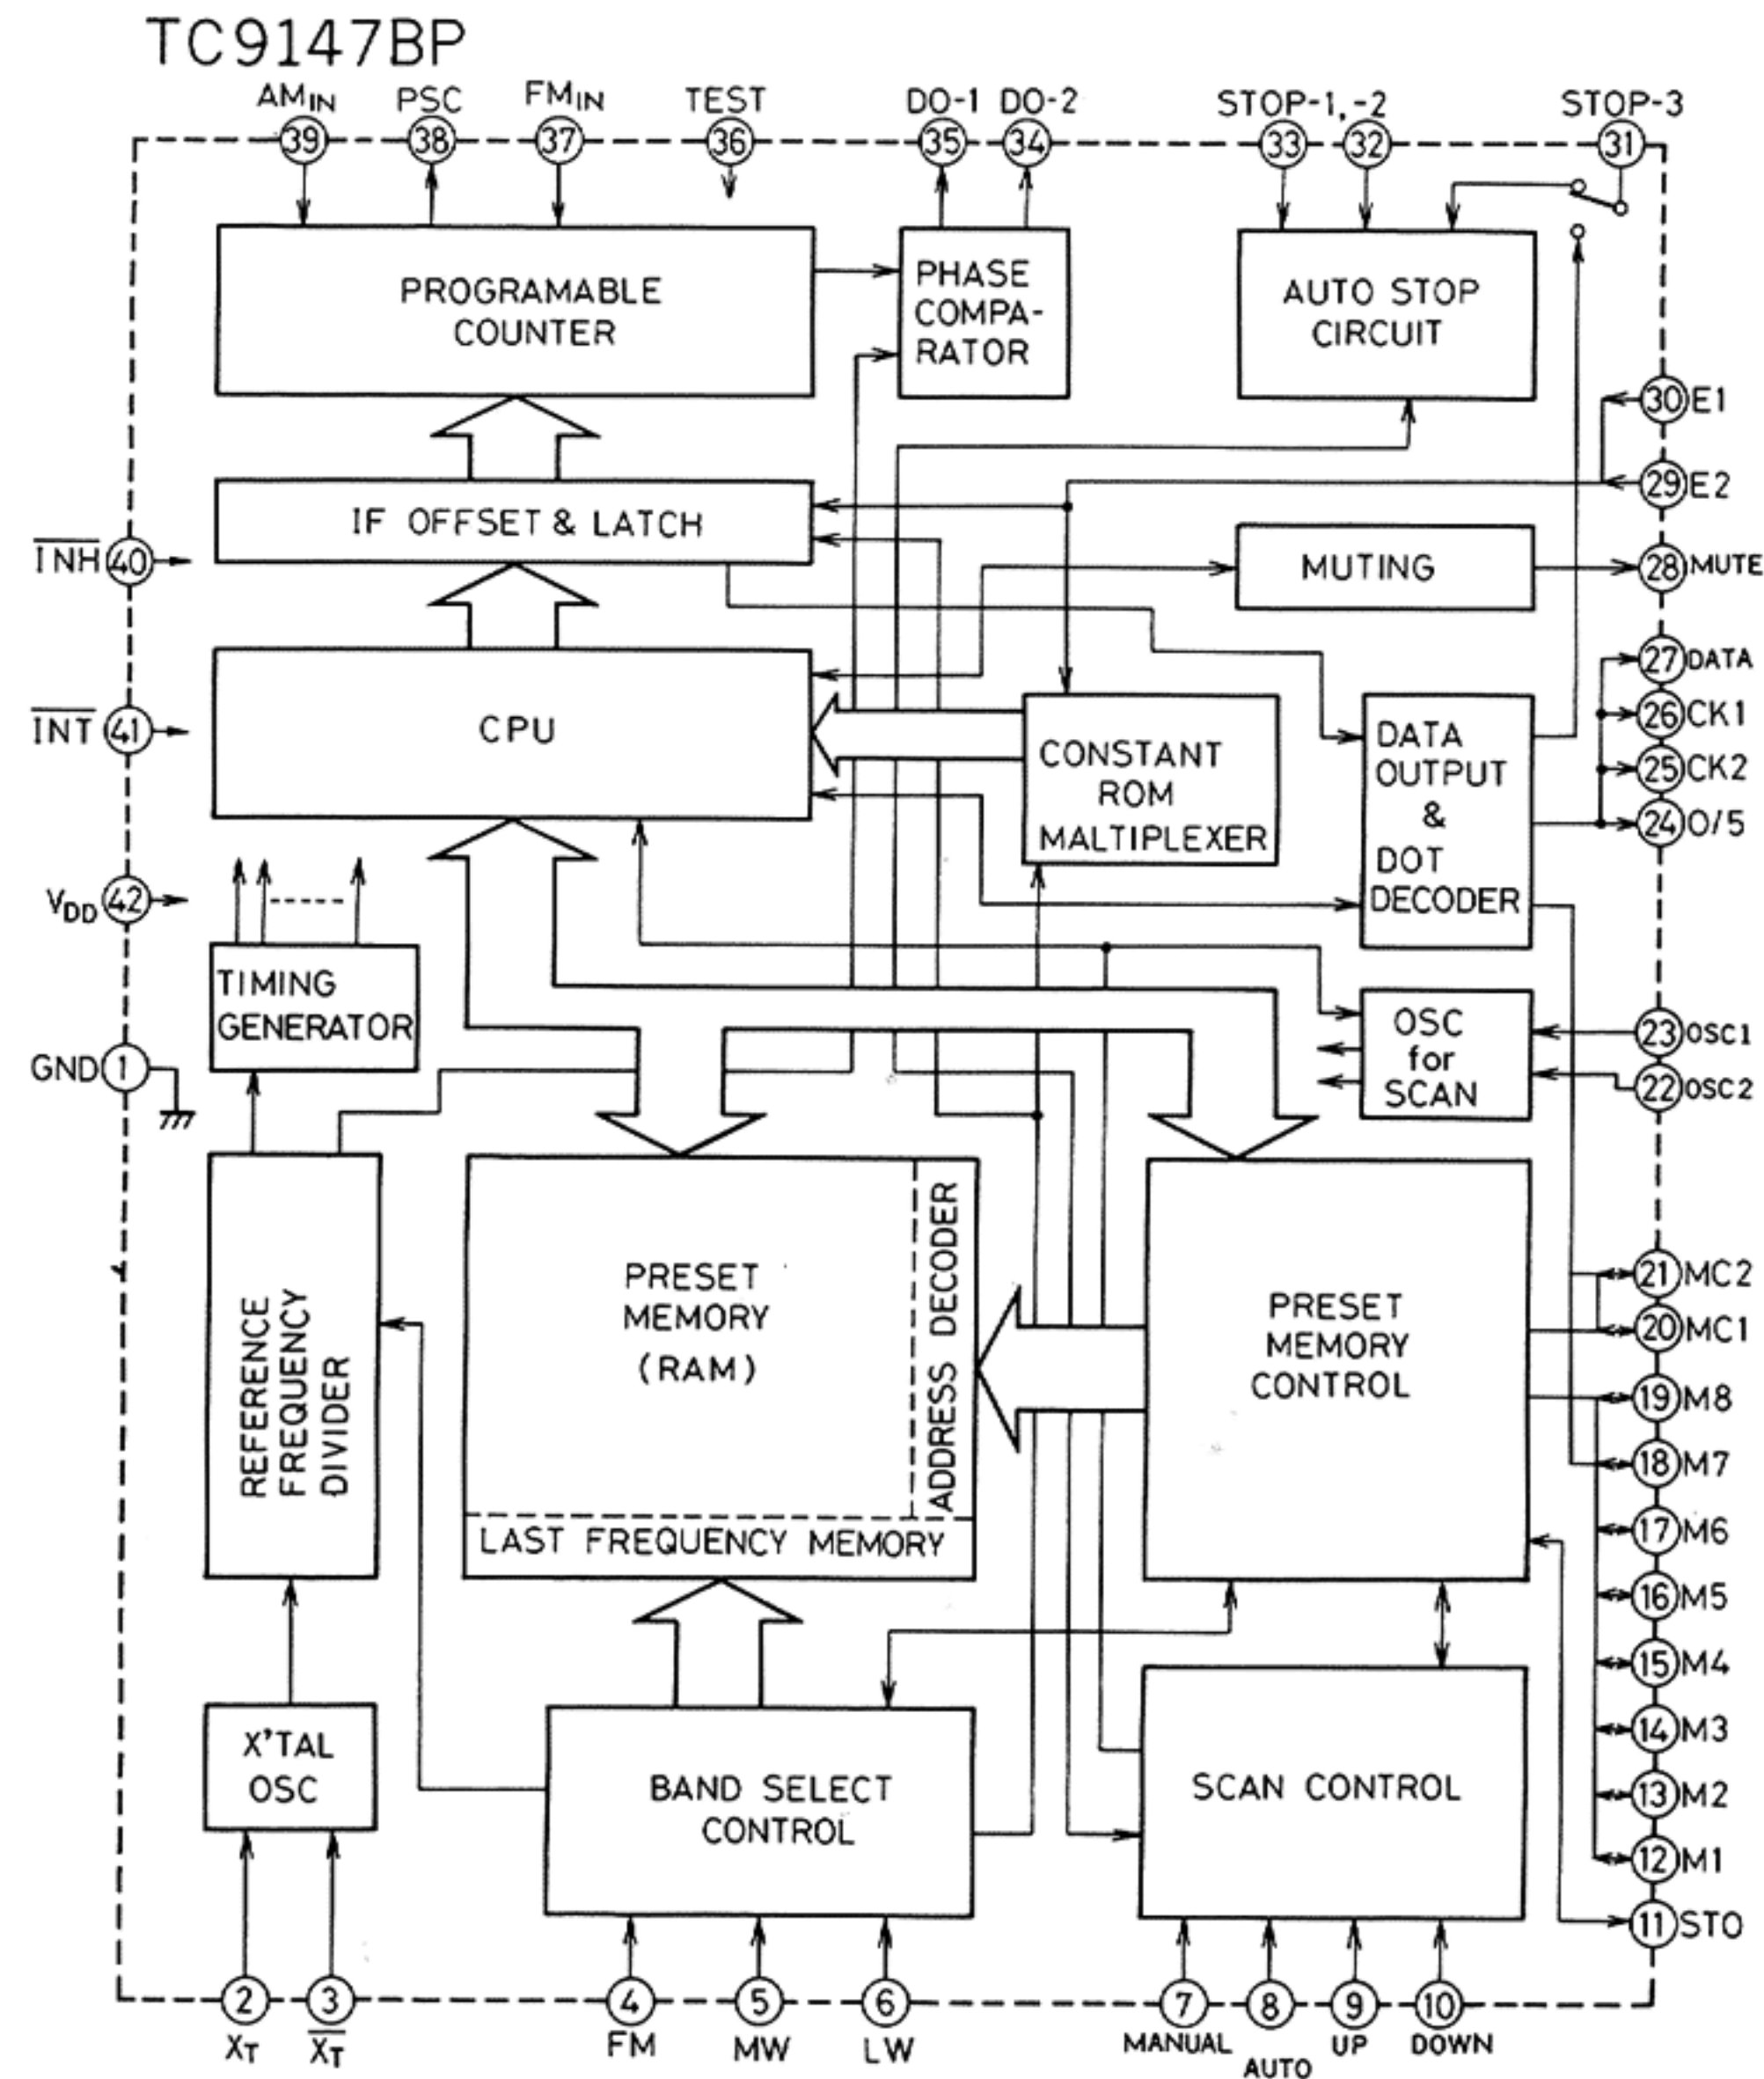 TC9147BP
AMIN PSC FMIN TEST DO-1 DO-2 STOP-1,-2 STOP-3
39 38 37 36 35 34 33 32 31
PROGRAMABLE
COUNTER
PHASE
COMPA-
RATOR
AUTO STOP
CIRCUIT
30 E1
29 E2
IF OFFSET & LATCH
INH 40
MUTING
28 MUTE
27 DATA
26 CK1
25 CK2
24 O/5
INT 41
CPU
CONSTANT
ROM
MALTIPLEXER
DATA
OUTPUT
&
DOT
DECODER
VDD 42
TIMING
GENERATOR
GND 1
OSC
for
SCAN
23 OSC1
22 OSC2
REFERENCE
FREQUENCY
DIVIDER
PRESET
MEMORY
(RAM)
ADDRESS DECODER
LAST FREQUENCY MEMORY
PRESET
MEMORY
CONTROL
21 MC2
20 MC1
19 M8
18 M7
17 M6
16 M5
15 M4
14 M3
13 M2
12 M1
11 STO
X'TAL
OSC
BAND SELECT
CONTROL
SCAN CONTROL
2 3 4 5 6 7 8 9 10
XT XT FM MW LW MANUAL AUTO UP DOWN